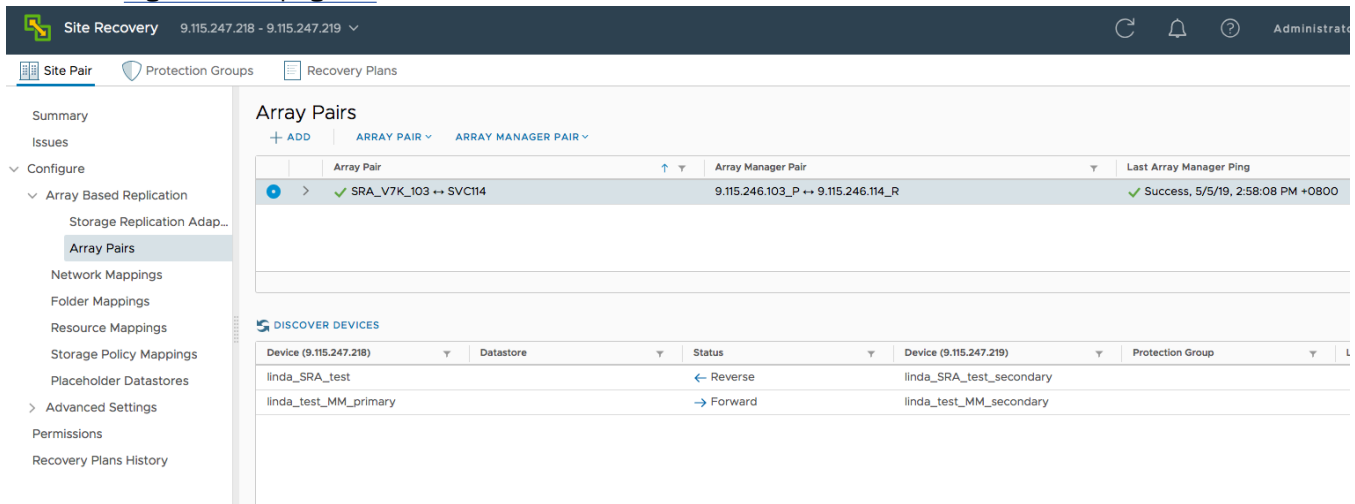 Site Recovery 9.115.247.218 - 9.115.247.219 Administrato
Site Pair Protection Groups Recovery Plans
Summary
Issues
Configure
Array Based Replication
Storage Replication Adap...
Array Pairs
Network Mappings
Folder Mappings
Resource Mappings
Storage Policy Mappings
Placeholder Datastores
Advanced Settings
Permissions
Recovery Plans History
Array Pairs
ADD ARRAY PAIR ARRAY MANAGER PAIR
Array Pair Array Manager Pair Last Array Manager Ping
SRA_V7K_103 ↔ SVC114 9.115.246.103_P ↔ 9.115.246.114_R Success, 5/5/19, 2:58:08 PM +0800
DISCOVER DEVICES
Device (9.115.247.218) Datastore Status Device (9.115.247.219) Protection Group
linda_SRA_test ← Reverse linda_SRA_test_secondary
linda_test_MM_primary → Forward linda_test_MM_secondary